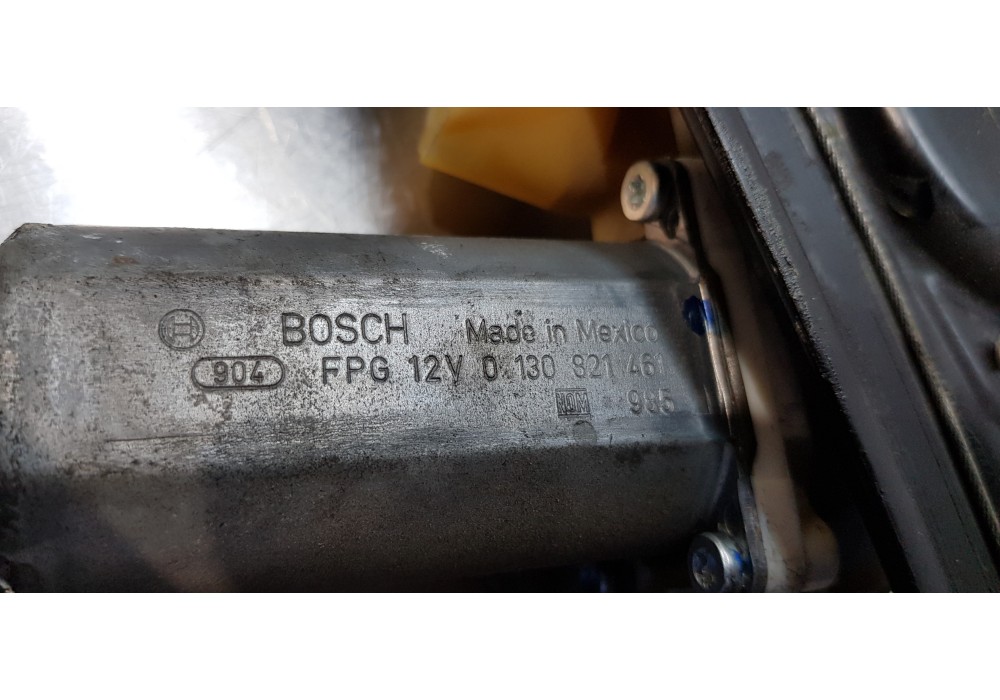 BOSCH Made in Mexico
904 FPG 12V 0 130 821 461
NOM 985